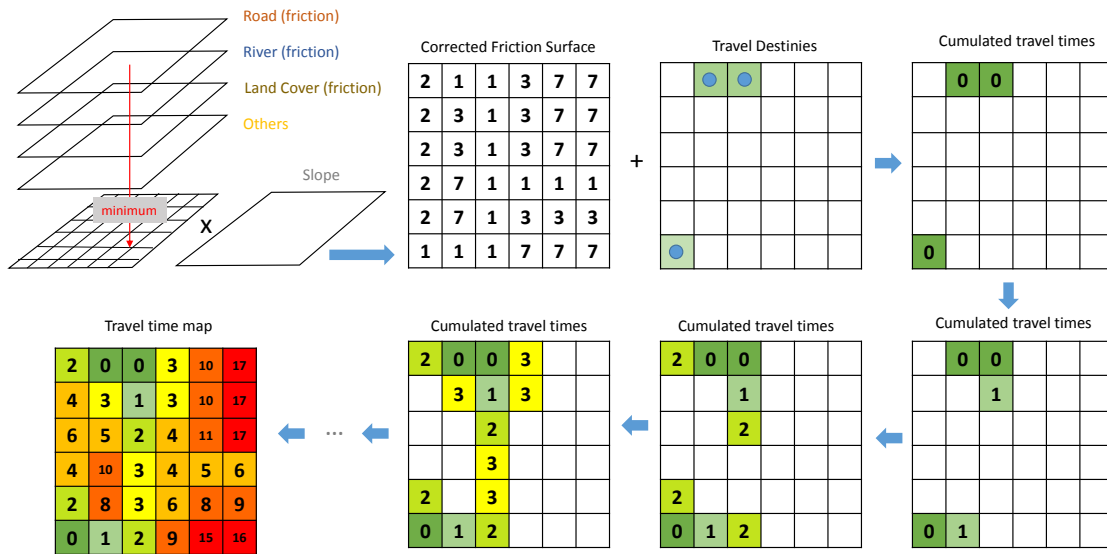 Road (friction)
River (friction)
Land Cover (friction)
Others
Slope
minimum
X
Corrected Friction Surface
2 1 1 3 7 7
2 3 1 3 7 7
2 3 1 3 7 7
2 7 1 1 1 1
2 7 1 3 3 3
1 1 1 7 7 7
+
Travel Destinies
Cumulated travel times
0 0
0
Travel time map
2 0 0 3 10 17
4 3 1 3 10 17
6 5 2 4 11 17
4 10 3 4 5 6
2 8 3 6 8 9
0 1 2 9 15 16
...
Cumulated travel times
2 0 0 3
3 1 3
2
3
2 3
0 1 2
Cumulated travel times
2 0 0
1
2
2
0 1 2
Cumulated travel times
0 0
1
0 1